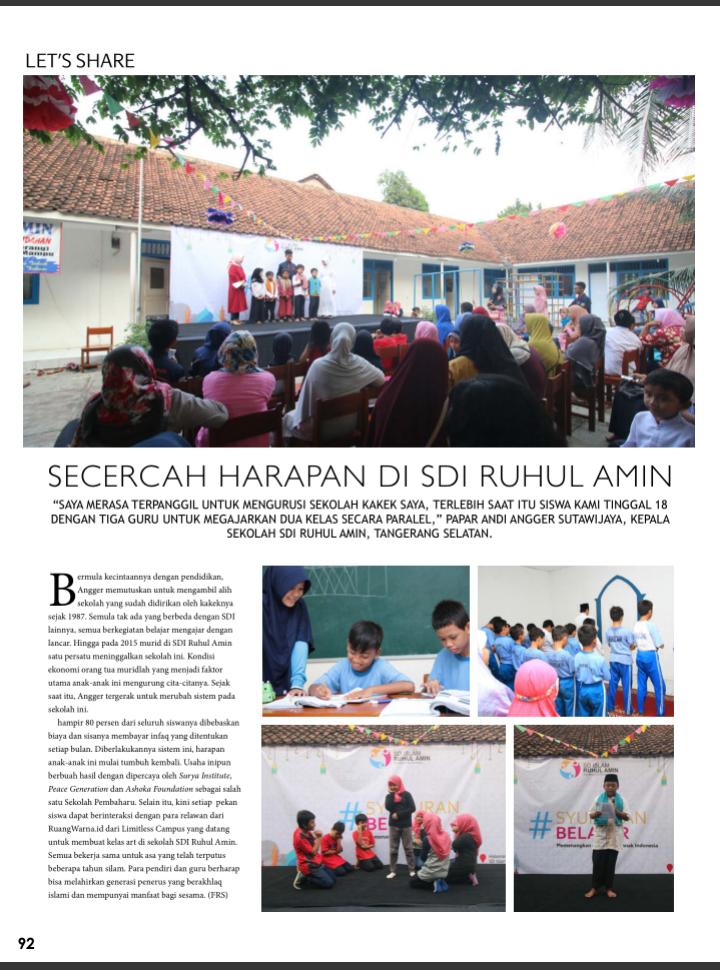 LET'S SHARE
MIN
SD ISLAM
RUHUL AMIN
SECERCAH HARAPAN DI SDI RUHUL AMIN
“SAYA MERASA TERPANGGIL UNTUK MENGURUSI SEKOLAH KAKEK SAYA, TERLEBIH SAAT ITU SISWA KAMI TINGGAL 18
DENGAN TIGA GURU UNTUK MEGAJARKAN DUA KELAS SECARA PARALEL,” PAPAR ANDI ANGGER SUTAWIJAYA, KEPALA
SEKOLAH SDI RUHUL AMIN, TANGERANG SELATAN.
Bermula kecintaannya dengan pendidikan,
Angger memutuskan untuk mengambil alih
sekolah yang sudah didirikan oleh kakeknya
sejak 1987. Semula tak ada yang berbeda dengan SDI
lainnya, semua berkegiatan belajar mengajar dengan
lancar. Hingga pada 2015 murid di SDI Ruhul Amin
satu persatu meninggalkan sekolah ini. Kondisi
ekonomi orang tua muridlah yang menjadi faktor
utama anak-anak ini mengurung cita-citanya. Sejak
saat itu, Angger tergerak untuk merubah sistem pada
sekolah ini.
hampir 80 persen dari seluruh siswanya dibebaskan
biaya dan sisanya membayar infaq yang ditentukan
setiap bulan. Diberlakukannya sistem ini, harapan
anak-anak ini mulai tumbuh kembali. Usaha inipun
berbuah hasil dengan dipercaya oleh Surya Institute,
Peace Generation dan Ashoka Foundation sebagai salah
satu Sekolah Pembaharu. Selain itu, kini setiap pekan
siswa dapat berinteraksi dengan para relawan dari
RuangWarna.id dari Limitless Campus yang datang
untuk membuat kelas art di sekolah SDI Ruhul Amin.
Semua bekerja sama untuk asa yang telah terputus
beberapa tahun silam. Para pendiri dan guru berharap
bisa melahirkan generasi penerus yang berakhlaq
islami dan mempunyai manfaat bagi sesama. (FRS)
SD ISLAM
RUHUL AMIN
#
BE
SD ISLAM
RUHUL AMIN
#
Indonesia
92